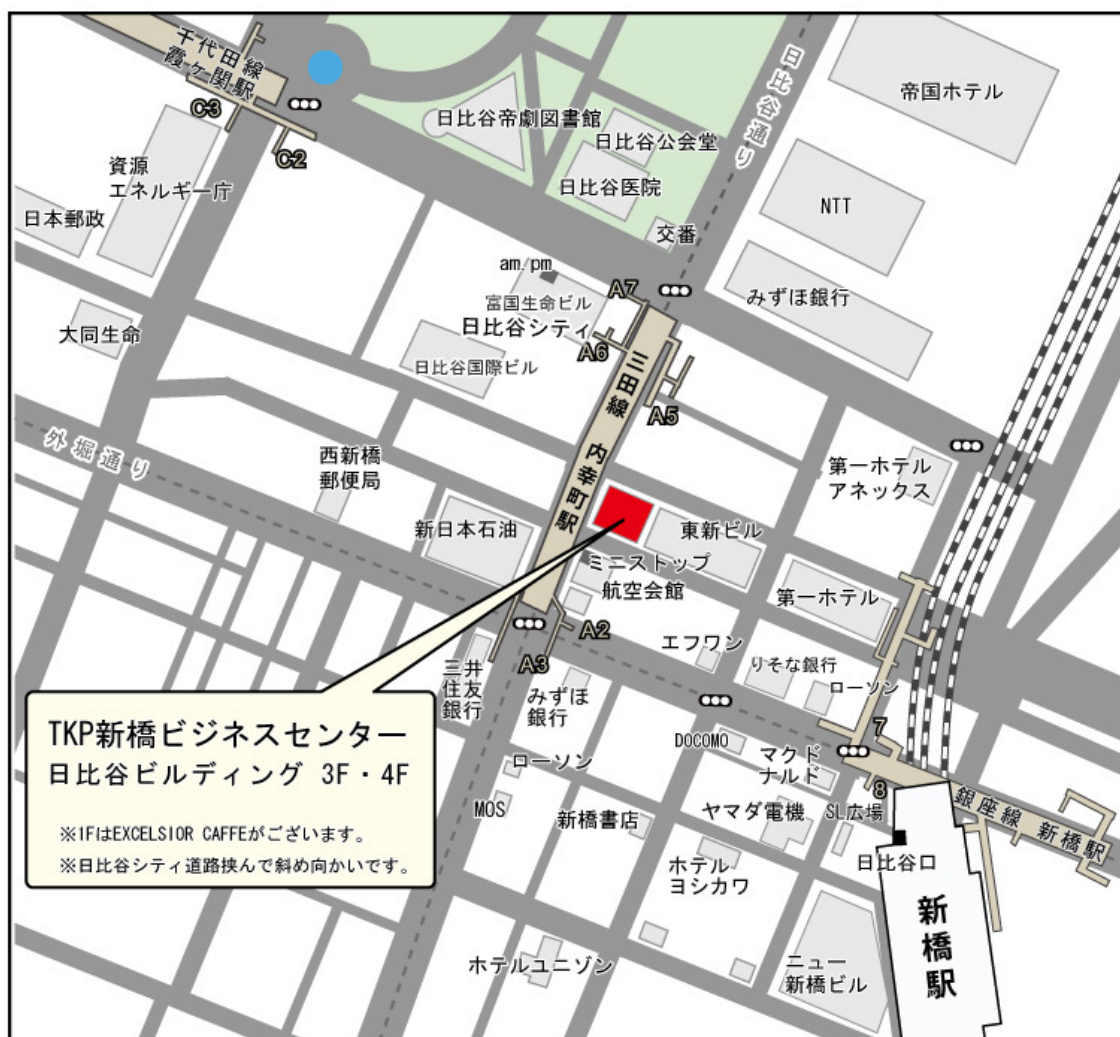 千代田線
霞ヶ関駅
C3
C2
日比谷通り
帝国ホテル
日比谷帝劇図書館
日比谷公会堂
日比谷医院
資源
エネルギー庁
日本郵政
NTT
交番
am.pm
富国生命ビル
日比谷シティ
A7
A6
みずほ銀行
大同生命
日比谷国際ビル
三田線 内幸町駅
A5
外堀通り
西新橋
郵便局
第一ホテル
アネックス
新日本石油
東新ビル
ミニストップ
航空会館
第一ホテル
A2
A3
エフワン
りそな銀行
ローソン
三井
住友
銀行
みずほ
銀行
TKP新橋ビジネスセンター
日比谷ビルディング 3F・4F
※1FはEXCELSIOR CAFFEがございます。
※日比谷シティ道路挟んで斜め向かいです。
7
8
DOCOMO
マクド
ナルド
ローソン
MOS
新橋書店
ヤマダ電機
SL広場
銀座線 新橋駅
日比谷口
ホテル
ヨシカワ
新橋駅
ホテルユニゾン
ニュー
新橋ビル